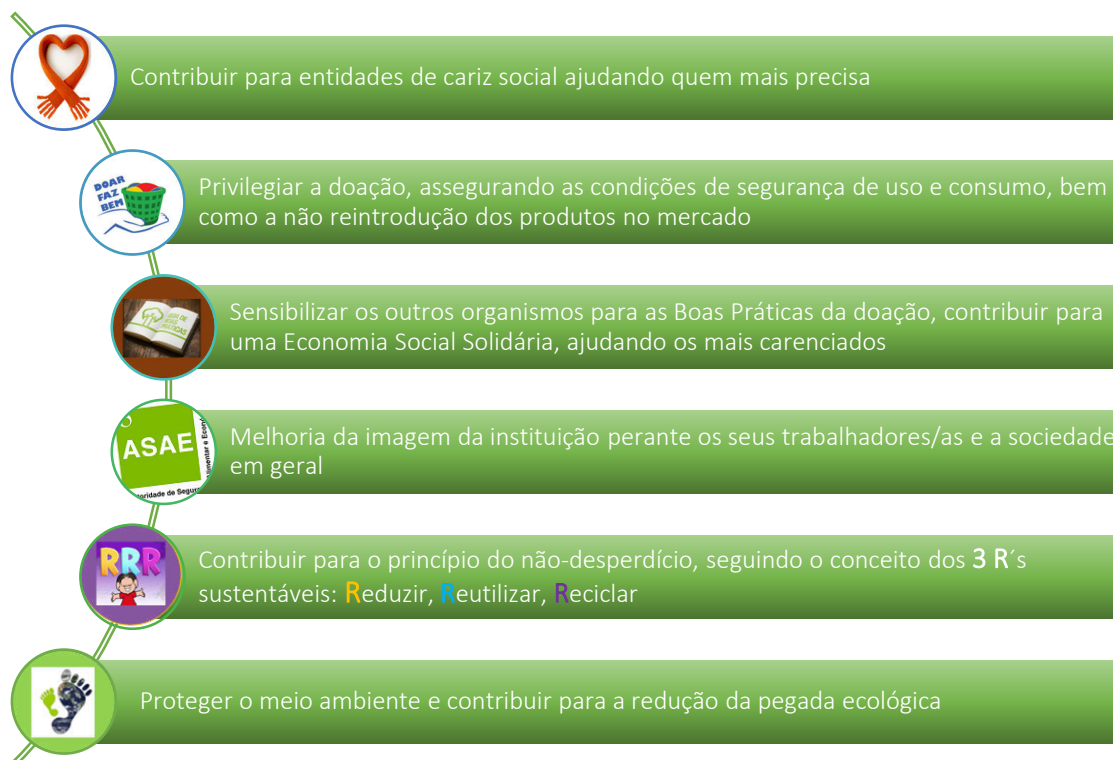 Contribuir para entidades de cariz social ajudando quem mais precisa
DOAR
FAZ
BEM
Privilegiar a doação, assegurando as condições de segurança de uso e consumo, bem
como a não reintrodução dos produtos no mercado
Sensibilizar os outros organismos para as Boas Práticas da doação, contribuir para
uma Economia Social Solidária, ajudando os mais carenciados
ASAE
Melhoria da imagem da instituição perante os seus trabalhadores/as e a sociedade
em geral
RRR
Contribuir para o princípio do não-desperdício, seguindo o conceito dos 3 R´s
sustentáveis: Reduzir, Reutilizar, Reciclar
Proteger o meio ambiente e contribuir para a redução da pegada ecológica